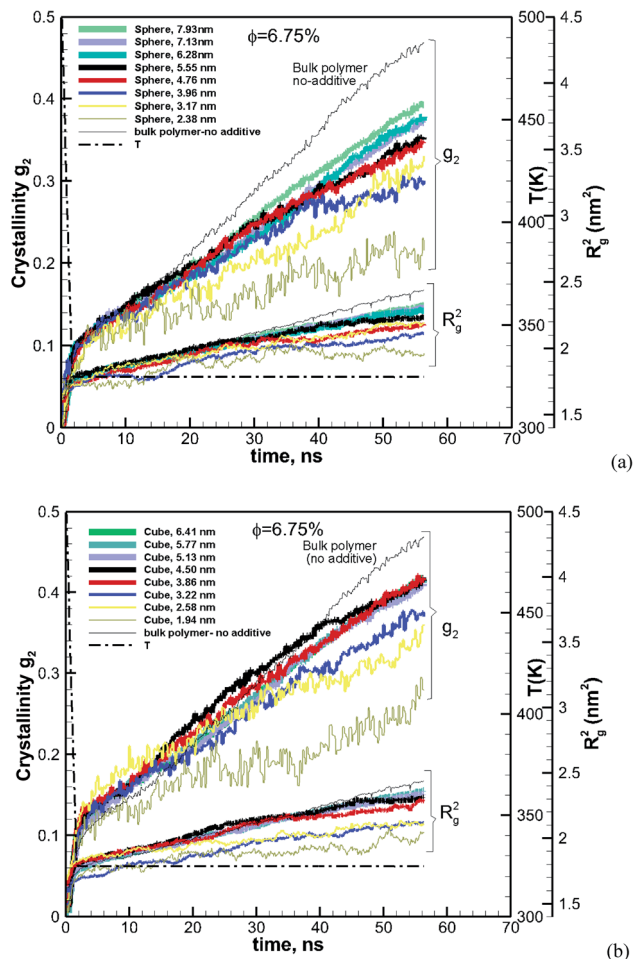 0.5
0.4
0.3
0.2
0.1
0
Crystallinity g2
Sphere, 7.93nm
Sphere, 7.13nm
Sphere, 6.28nm
Sphere, 5.55 nm
Sphere, 4.76 nm
Sphere, 3.96 nm
Sphere, 3.17 nm
Sphere, 2.38 nm
bulk polymer-no additive
T
ϕ=6.75%
Bulk polymer
no-additive
g2
Rg2
0 10 20 30 40 50 60 70
time, ns
500
450
400
350
300
T(K)
4.5
4
3.5
3
2.5
2
1.5
Rg2 (nm2)
(a)
0.5
0.4
0.3
0.2
0.1
0
Crystallinity g2
Cube, 6.41 nm
Cube, 5.77 nm
Cube, 5.13 nm
Cube, 4.50 nm
Cube, 3.86 nm
Cube, 3.22 nm
Cube, 2.58 nm
Cube, 1.94 nm
bulk polymer- no additive
T
ϕ=6.75%
Bulk polymer
(no additive)
g2
Rg2
0 10 20 30 40 50 60 70
time, ns
500
450
400
350
300
T(K)
4.5
4
3.5
3
2.5
2
1.5
Rg2 (nm2)
(b)